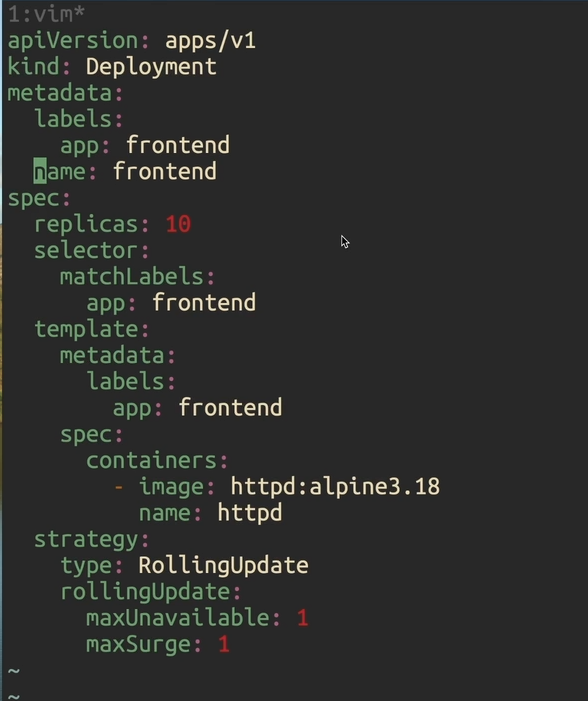 1:vim*
apiVersion: apps/v1
kind: Deployment
metadata:
  labels:
    app: frontend
  name: frontend
spec:
  replicas: 10
  selector:
    matchLabels:
      app: frontend
  template:
    metadata:
      labels:
        app: frontend
    spec:
      containers:
        - image: httpd:alpine3.18
          name: httpd
  strategy:
    type: RollingUpdate
    rollingUpdate:
      maxUnavailable: 1
      maxSurge: 1
~
~